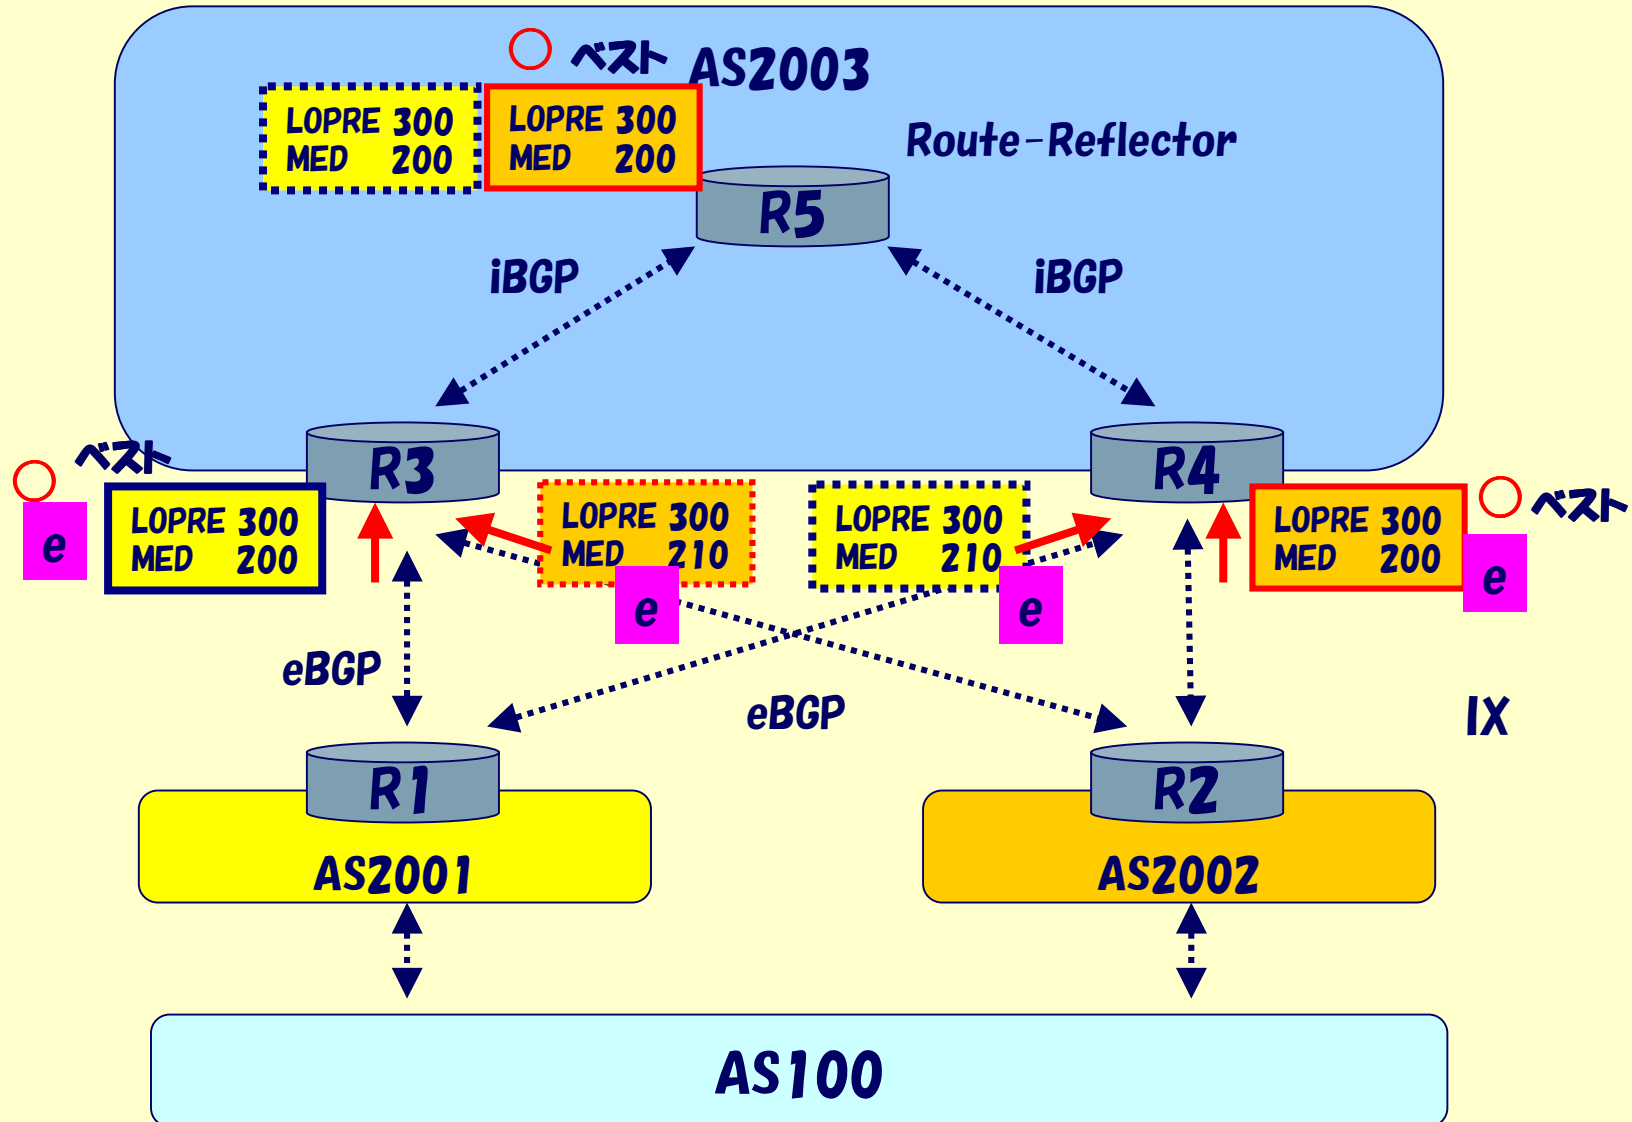 ベスト
AS2003
LOPRE 300
MED 200
LOPRE 300
MED 200
Route-Reflector
R5
iBGP
iBGP
ベスト
R3
R4
e
LOPRE 300
MED 200
LOPRE 300
MED 210
e
LOPRE 300
MED 210
e
LOPRE 300
MED 200
ベスト
e
eBGP
eBGP
IX
R1
R2
AS2001
AS2002
AS100